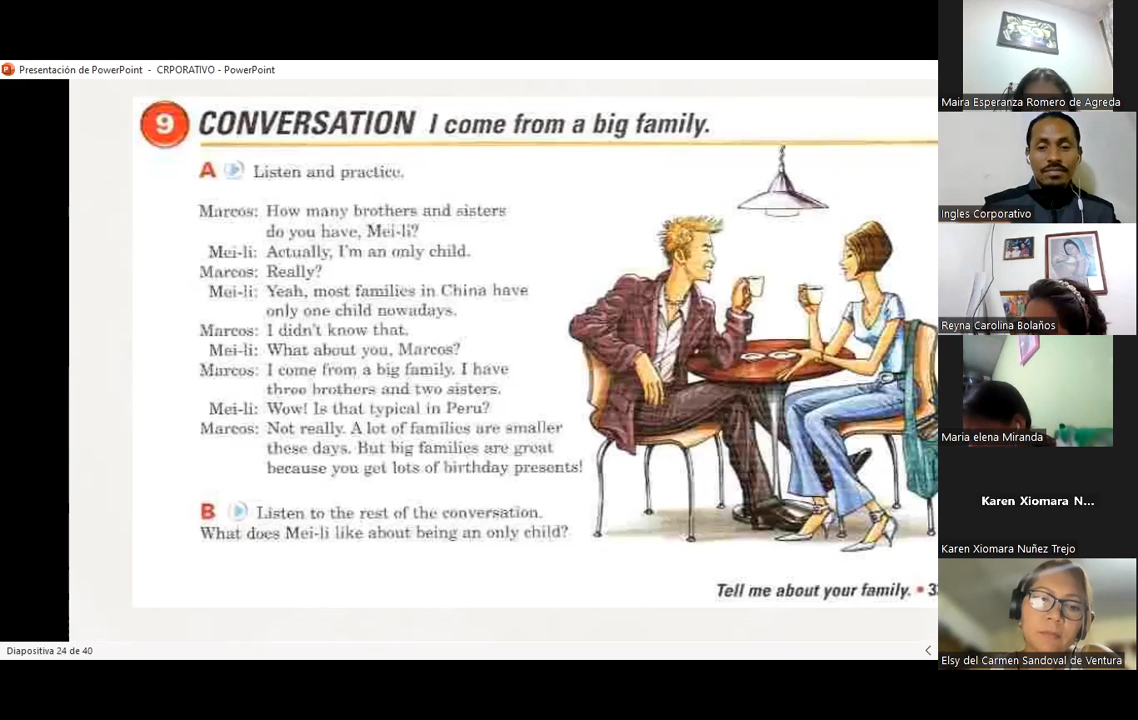 Presentación de PowerPoint - CRPORATIVO - PowerPoint
9 CONVERSATION I come from a big family.
A Listen and practice.
Marcos: How many brothers and sisters
do you have, Mei-li?
Mei-li: Actually, I'm an only child.
Marcos: Really?
Mei-li: Yeah, most families in China have
only one child nowadays.
Marcos: I didn't know that.
Mei-li: What about you, Marcos?
Marcos: I come from a big family. I have
three brothers and two sisters.
Mei-li: Wow! Is that typical in Peru?
Marcos: Not really. A lot of families are smaller
these days. But big families are great
because you get lots of birthday presents!
B Listen to the rest of the conversation.
What does Mei-li like about being an only child?
Tell me about your family. •
Diapositiva 24 de 40
Maira Esperanza Romero de Agreda
Ingles Corporativo
Reyna Carolina Bolaños
Maria elena Miranda
Karen Xiomara N...
Karen Xiomara Nuñez Trejo
Elsy del Carmen Sandoval de Ventura